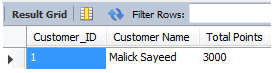 Result Grid Filter Rows:
Customer_ID Customer Name Total Points
1 Malick Sayeed 3000